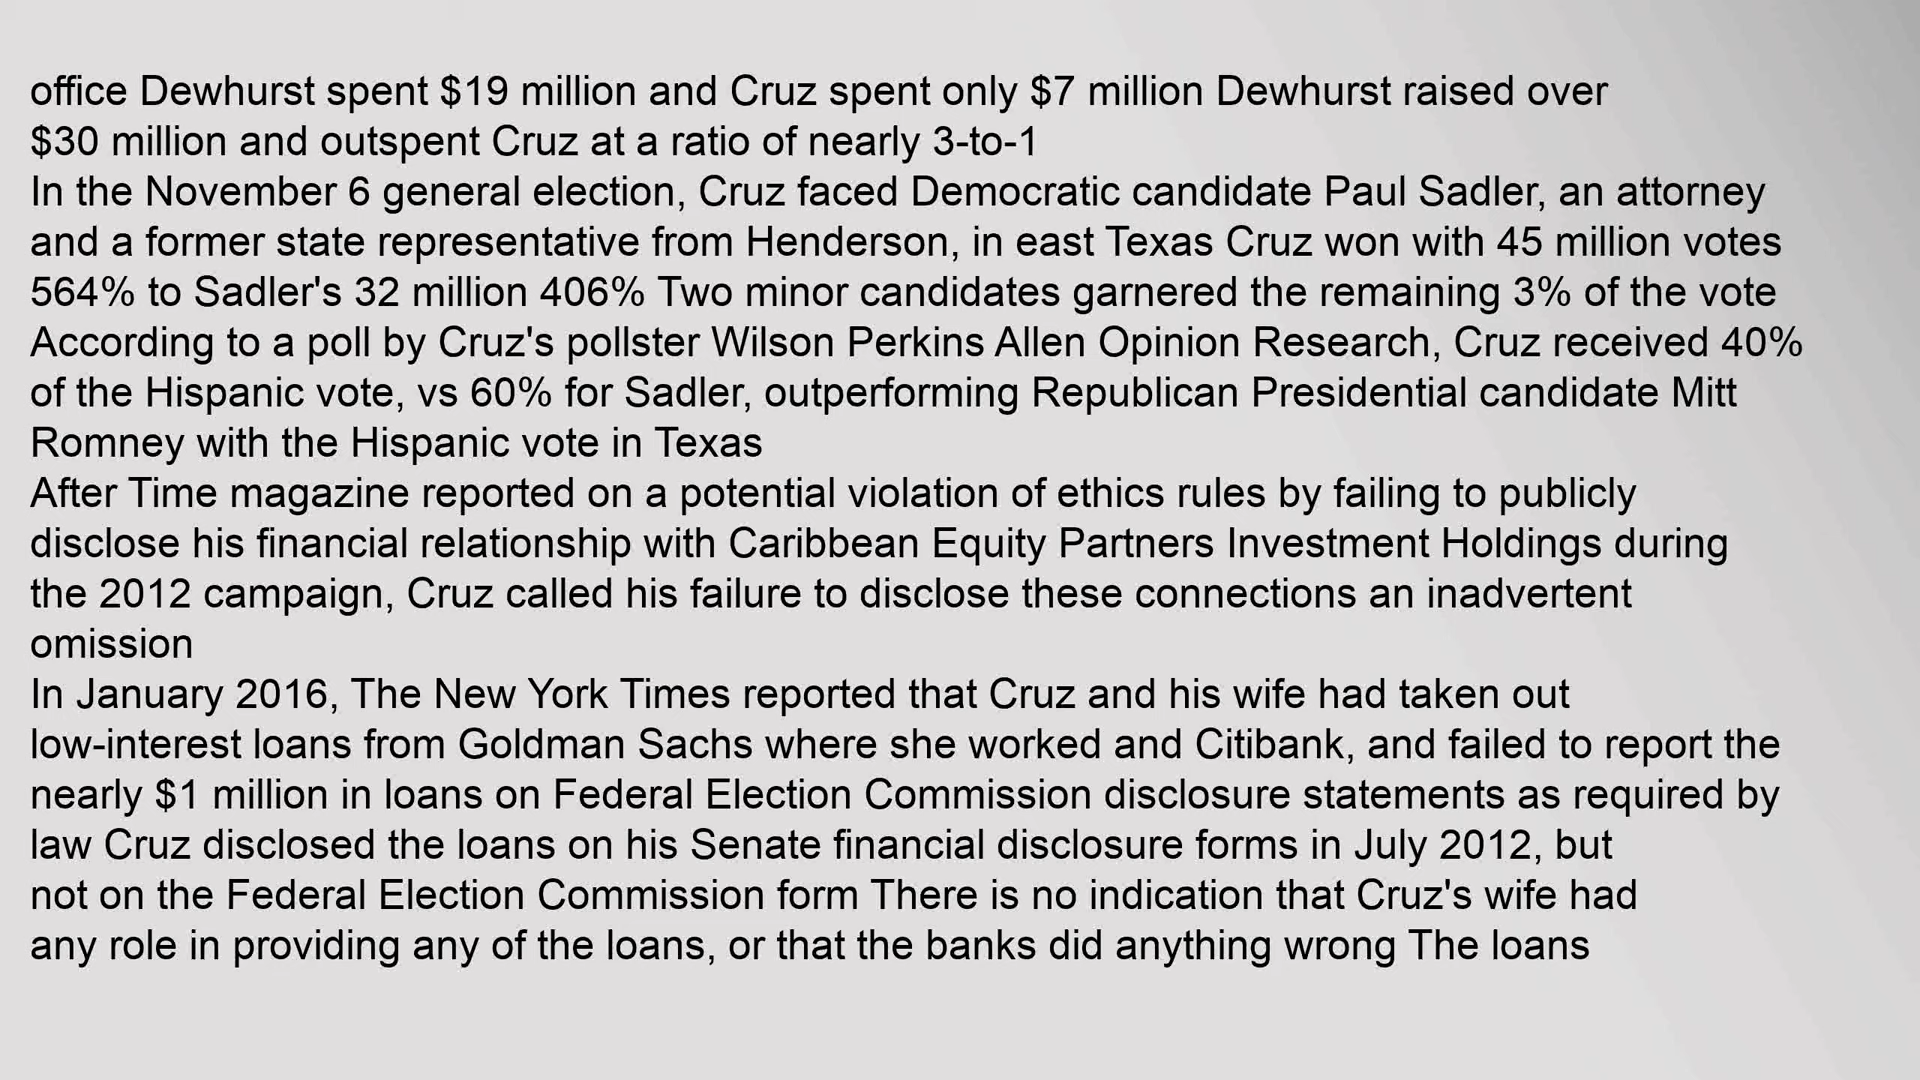 office Dewhurst spent $19 million and Cruz spent only $7 million Dewhurst raised over
$30 million and outspent Cruz at a ratio of nearly 3-to-1
In the November 6 general election, Cruz faced Democratic candidate Paul Sadler, an attorney
and a former state representative from Henderson, in east Texas Cruz won with 45 million votes
564% to Sadler's 32 million 406% Two minor candidates garnered the remaining 3% of the vote
According to a poll by Cruz's pollster Wilson Perkins Allen Opinion Research, Cruz received 40%
of the Hispanic vote, vs 60% for Sadler, outperforming Republican Presidential candidate Mitt
Romney with the Hispanic vote in Texas
After Time magazine reported on a potential violation of ethics rules by failing to publicly
disclose his financial relationship with Caribbean Equity Partners Investment Holdings during
the 2012 campaign, Cruz called his failure to disclose these connections an inadvertent
omission
In January 2016, The New York Times reported that Cruz and his wife had taken out
low-interest loans from Goldman Sachs where she worked and Citibank, and failed to report the
nearly $1 million in loans on Federal Election Commission disclosure statements as required by
law Cruz disclosed the loans on his Senate financial disclosure forms in July 2012, but
not on the Federal Election Commission form There is no indication that Cruz's wife had
any role in providing any of the loans, or that the banks did anything wrong The loans